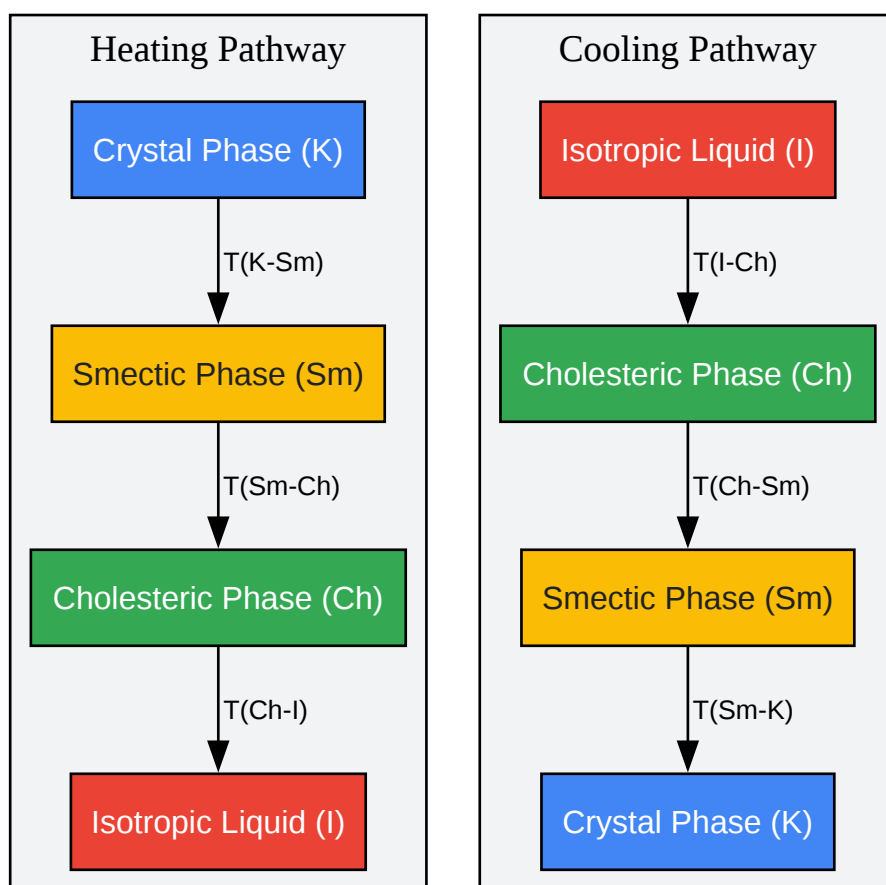 Heating Pathway
Crystal Phase (K)
T(K-Sm)
Smectic Phase (Sm)
T(Sm-Ch)
Cholesteric Phase (Ch)
T(Ch-I)
Isotropic Liquid (I)
Cooling Pathway
Isotropic Liquid (I)
T(I-Ch)
Cholesteric Phase (Ch)
T(Ch-Sm)
Smectic Phase (Sm)
T(Sm-K)
Crystal Phase (K)